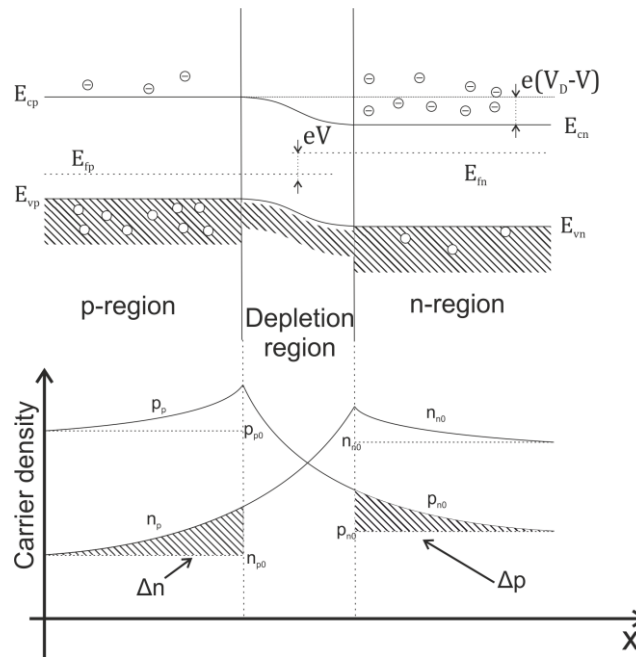 e(V_D-V)
E_cp
eV
E_cn
E_fp
E_fn
E_vp
E_vn
p-region
Depletion
region
n-region
Carrier density
p_p
p_p0
n_n0
n_n0
n_p
n_p0
p_n0
p_n0
Δn
Δp
x